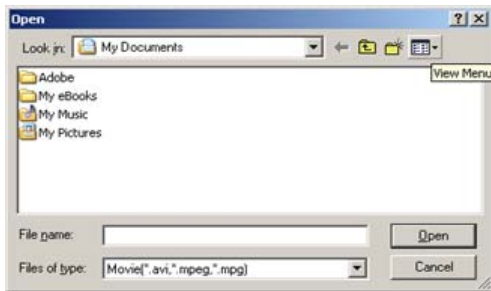 Open
Look in: My Documents
View Menu
Adobe
My eBooks
My Music
My Pictures
File name:
Open
Files of type: Movie(*.avi,*.mpeg,*.mpg)
Cancel